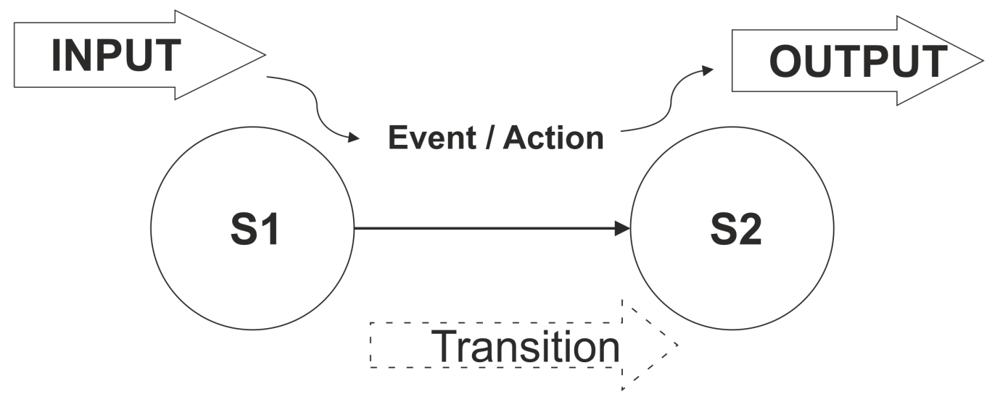 INPUT
OUTPUT
Event / Action
S1
S2
Transition